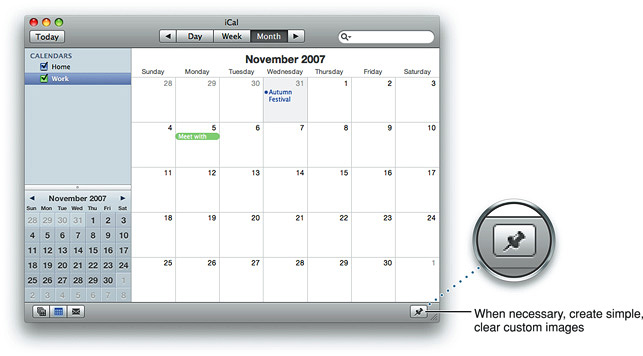 iCal
Today
Day Week Month
CALENDARS
Home
Work
November 2007
Sunday Monday Tuesday Wednesday Thursday Friday Saturday
28 29 30 31 1 2 3
Autumn
Festival
4 5 6 7 8 9 10
Meet with
11 12 13 14 15 16 17
18 19 20 21 22 23 24
25 26 27 28 29 30 1
November 2007
Sun Mon Tue Wed Thu Fri Sat
28 29 30 31 1 2 3
4 5 6 7 8 9 10
11 12 13 14 15 16 17
18 19 20 21 22 23 24
25 26 27 28 29 30 1
2 3 4 5 6 7 8
When necessary, create simple,
clear custom images